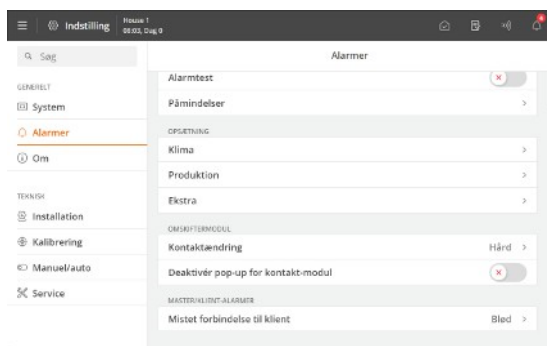 Indstilling
House 1
06:03, Dag 0
Søg
Alarmer
GENERELT
System
Alarmer
Om
TEKNISK
Installation
Kalibrering
Manuel/auto
Service
Alarmtest
Påmindelser
OPSÆTNING
Klima
Produktion
Ekstra
OMSKIFTERMODUL
Kontaktændring Hård
Deaktivér pop-up for kontakt-modul
MASTER/KLIENT-ALARMER
Mistet forbindelse til klient Blød